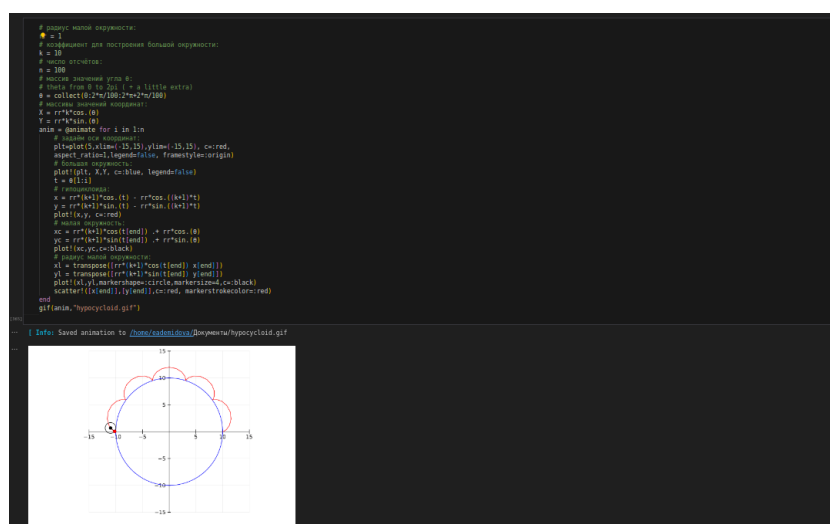 # радиус малой окружности:
= 1
# коэффициент для построения большой окружности:
k = 10
# число отсчётов:
n = 100
# массив значений угла θ:
# theta from 0 to 2pi ( + a little extra)
θ = collect(0:2*π/100:2*π+2*π/100)
# массивы значений координат:
X = rr*k*cos.(θ)
Y = rr*k*sin.(θ)
anim = @animate for i in 1:n
# задаём оси координат:
plt=plot(5,xlim=(-15,15),ylim=(-15,15), c=:red,
aspect_ratio=1,legend=false, framestyle=:origin)
# большая окружность:
plot!(plt, X,Y, c=:blue, legend=false)
t = θ[1:i]
# гипоциклоида:
x = rr*(k+1)*cos.(t) - rr*cos.((k+1)*t)
y = rr*(k+1)*sin.(t) - rr*sin.((k+1)*t)
plot!(x,y, c=:red)
# малая окружность:
xc = rr*(k+1)*cos(t[end]) .+ rr*cos.(θ)
yc = rr*(k+1)*sin(t[end]) .+ rr*sin.(θ)
plot!(xc,yc,c=:black)
# радиус малой окружности:
xl = transpose([rr*(k+1)*cos(t[end]) x[end]])
yl = transpose([rr*(k+1)*sin(t[end]) y[end]])
plot!(xl,yl,markershape=:circle,markersize=4,c=:black)
scatter!([x[end]],[y[end]],c=:red, markerstrokecolor=:red)
end
gif(anim,"hypocycloid.gif")
[ Info: Saved animation to /home/eademidova/Документы/hypocycloid.gif
15
10
5
-15 -10 -5 5 10 15
-5
-10
-15